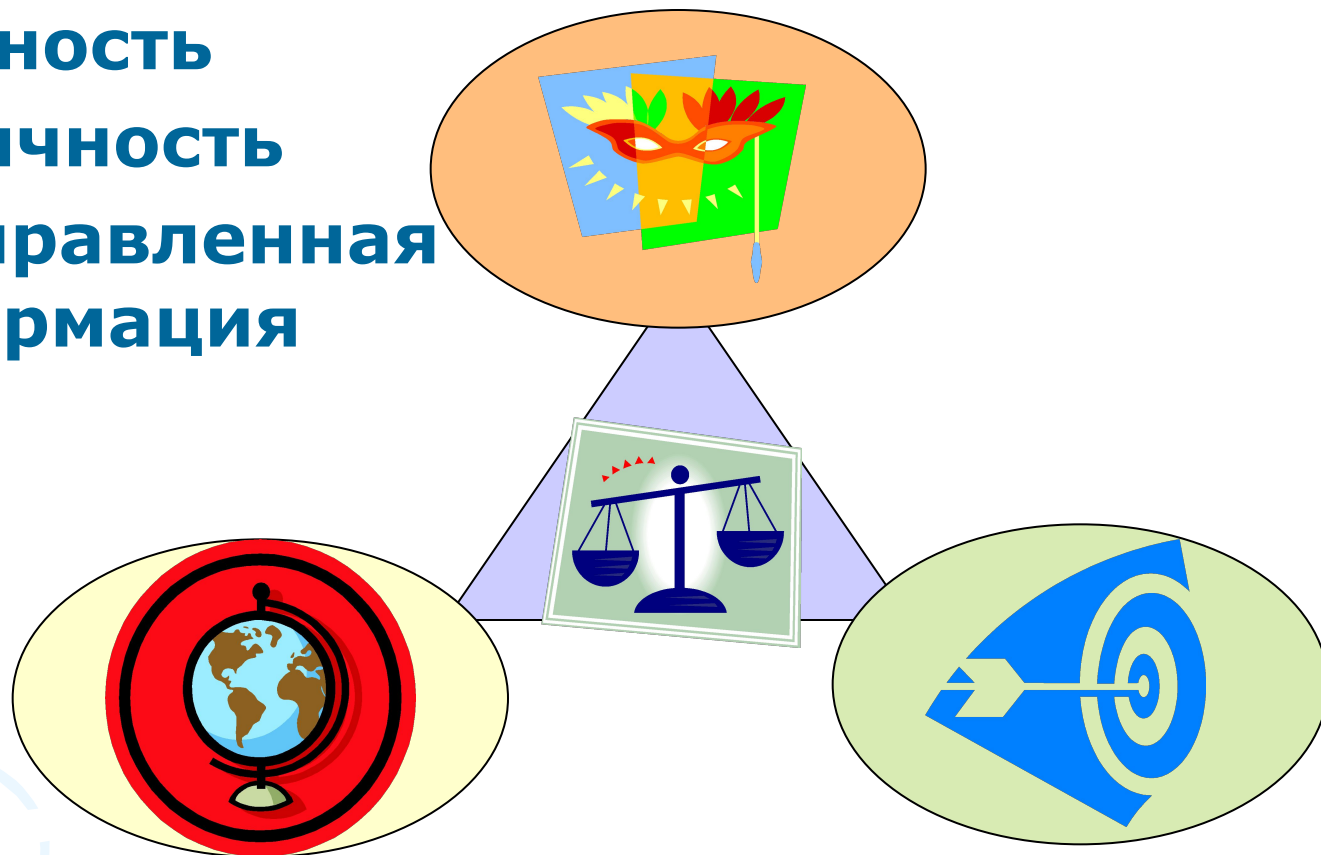 ность
ичность
правленная
рмация